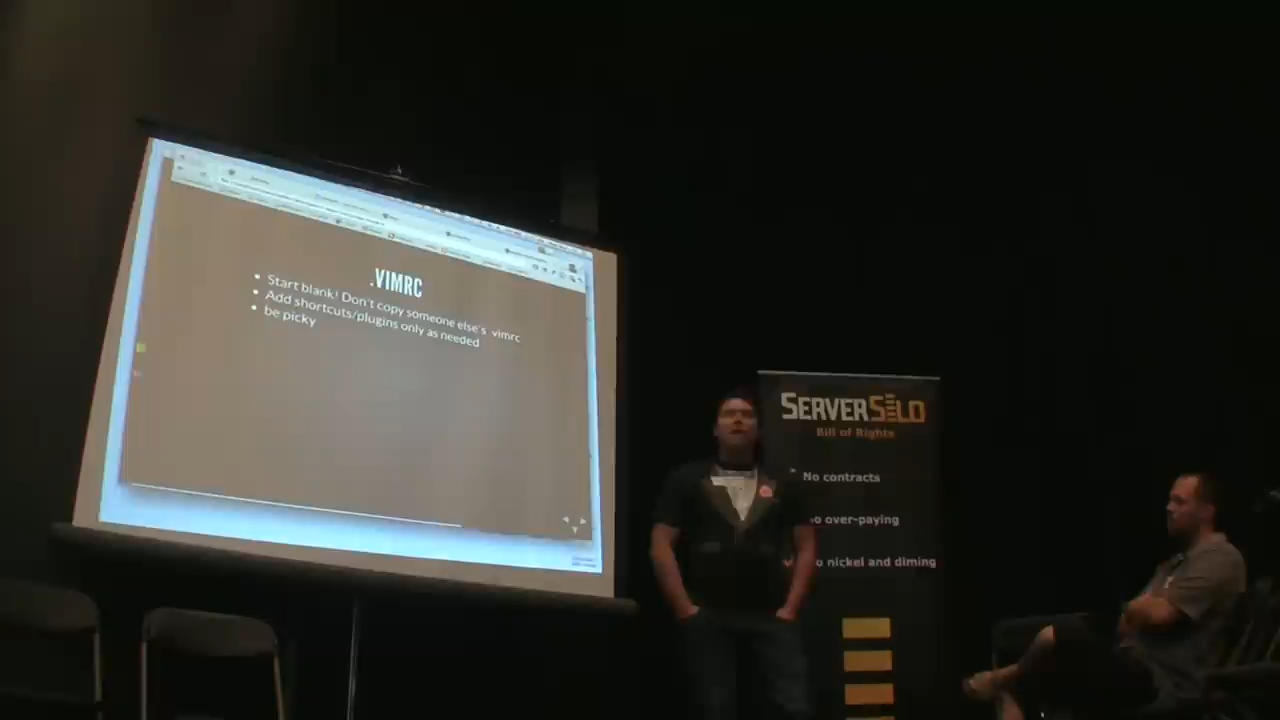 .VIMRC
Start blank! Don't copy someone else's .vimrc
Add shortcuts/plugins only as needed
be picky
SERVERSILO
Bill of Rights
No contracts
o over-paying
o nickel and diming